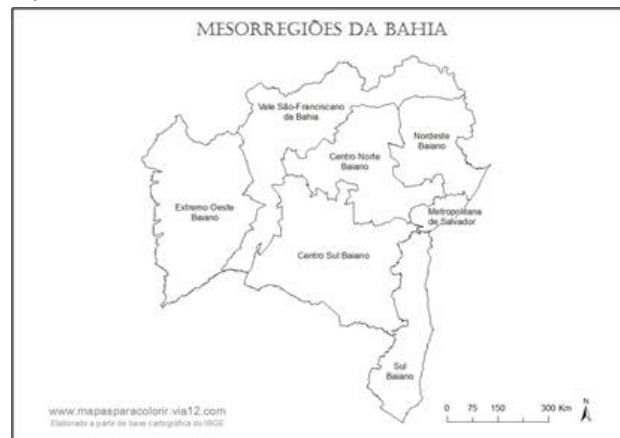 MESORREGIÕES DA BAHIA
Vale São-Franciscano
da Bahia
Nordeste
Baiano
Centro Norte
Baiano
Extremo Oeste
Baiano
Metropolitana
de Salvador
Centro Sul Baiano
Sul
Baiano
www.mapasparacolorir.via12.com
Elaborado a partir de base cartográfica do IBGE
0 75 150 300 Km
N